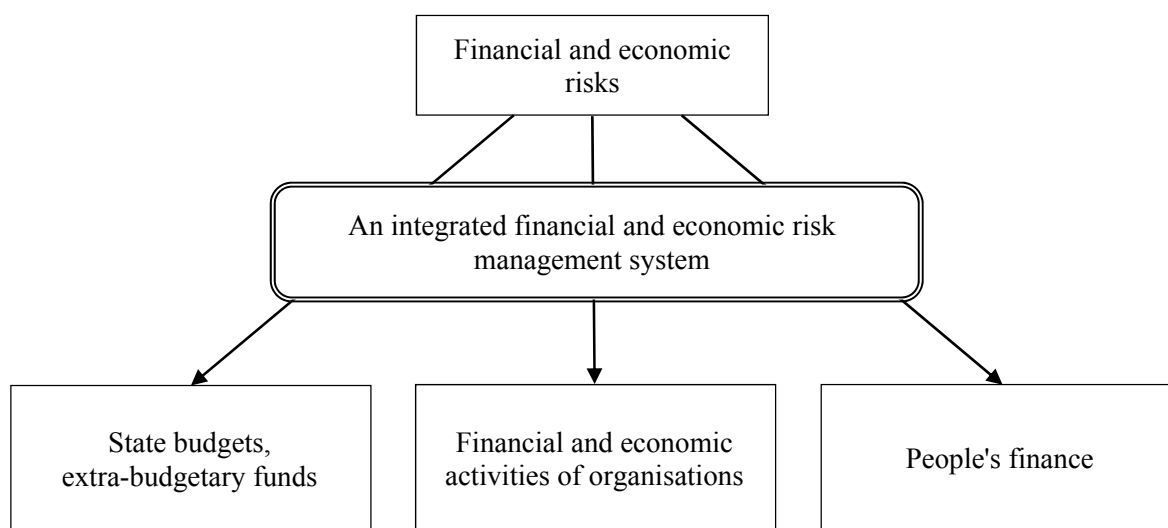 Financial and economic
risks
An integrated financial and economic risk
management system
State budgets,
extra-budgetary funds
Financial and economic
activities of organisations
People's finance